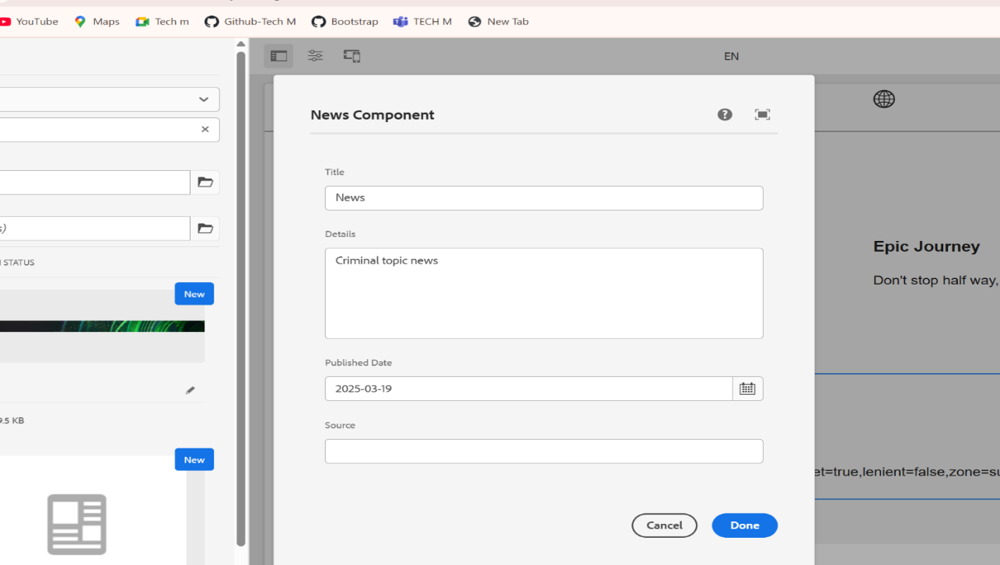 YouTube Maps Tech m Github-Tech M Bootstrap TECH M New Tab
EN
STATUS
New
9.5 KB
New
News Component
Title
News
Details
Criminal topic news
Published Date
2025-03-19
Source
Cancel Done
Epic Journey
Don't stop half way,
et=true,lenient=false,zone=su